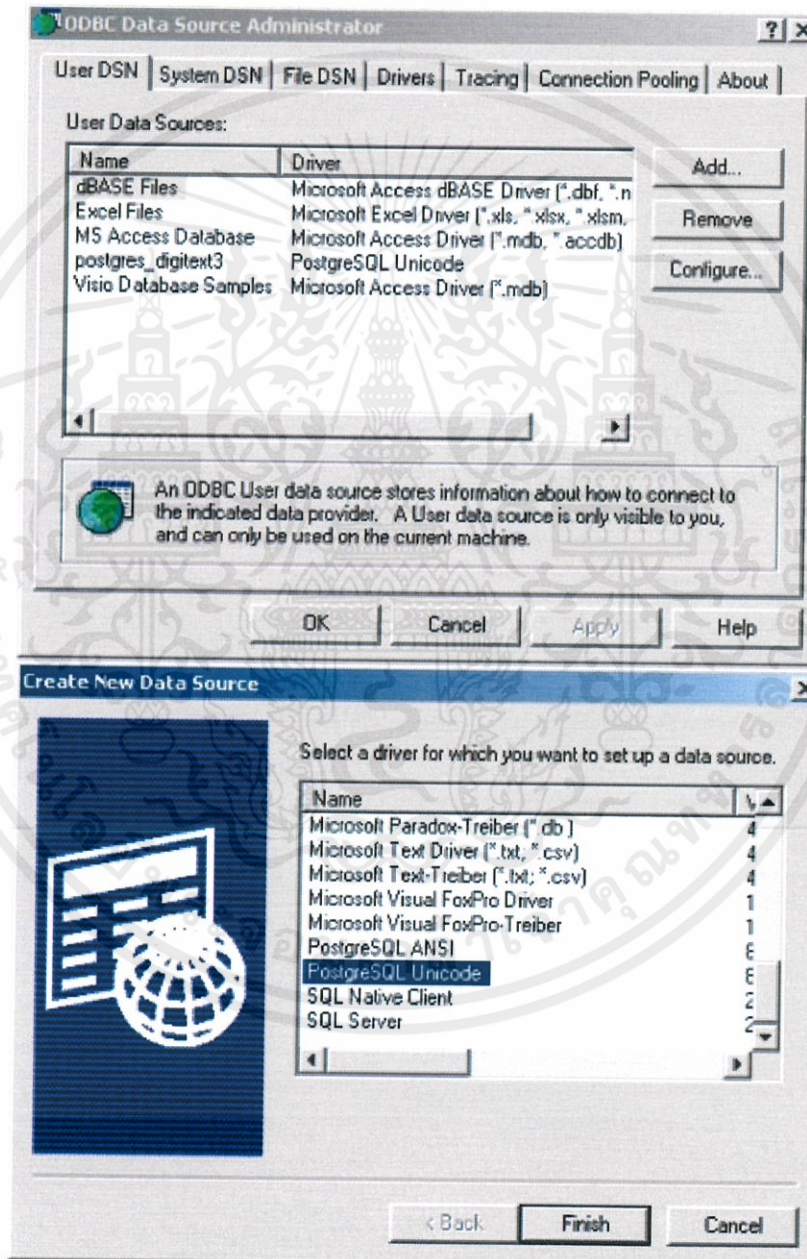 ODBC Data Source Administrator
User DSN System DSN File DSN Drivers Tracing Connection Pooling About
User Data Sources:
Name Driver
dBASE Files Microsoft Access dBASE Driver (*.dbf, *.n
Excel Files Microsoft Excel Driver (*.xls, *.xlsx, *.xlsm,
MS Access Database Microsoft Access Driver (*.mdb, *.accdb)
postgres_digitext3 PostgreSQL Unicode
Visio Database Samples Microsoft Access Driver (*.mdb)
Add...
Remove
Configure...
An ODBC User data source stores information about how to connect to
the indicated data provider. A User data source is only visible to you,
and can only be used on the current machine.
OK Cancel Apply Help
Create New Data Source
Select a driver for which you want to set up a data source.
Name
Microsoft Paradox-Treiber (*.db ) 4
Microsoft Text Driver (*.txt; *.csv) 4
Microsoft Text-Treiber (*.txt; *.csv) 4
Microsoft Visual FoxPro Driver 1
Microsoft Visual FoxPro-Treiber 1
PostgreSQL ANSI
PostgreSQL Unicode
SQL Native Client 2
SQL Server 2
< Back Finish Cancel